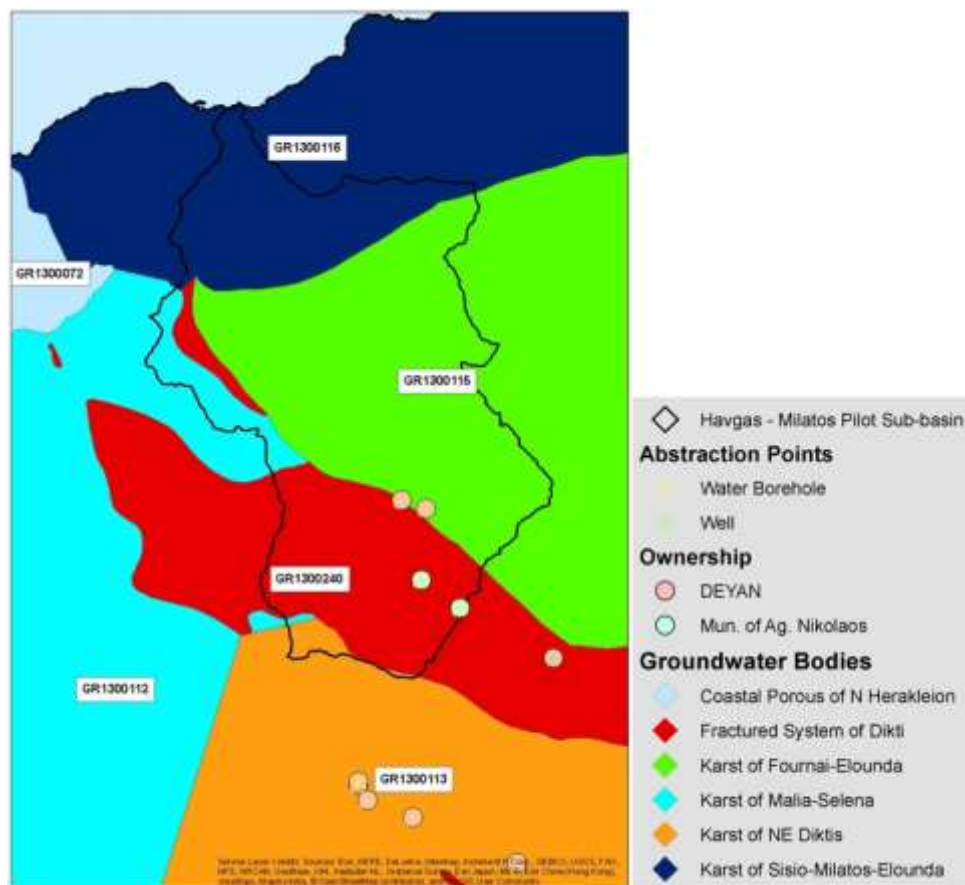 GR1300116
GR1300072
GR1300115
GR1300240
GR1300112
GR1300113
Havgas - Milatos Pilot Sub-basin
Abstraction Points
Water Borehole
Well
Ownership
DEYAN
Mun. of Ag. Nikolaos
Groundwater Bodies
Coastal Porous of N Herakleion
Fractured System of Dikti
Karst of Fournai-Elounda
Karst of Malia-Selena
Karst of NE Diktis
Karst of Sisio-Milatos-Elounda